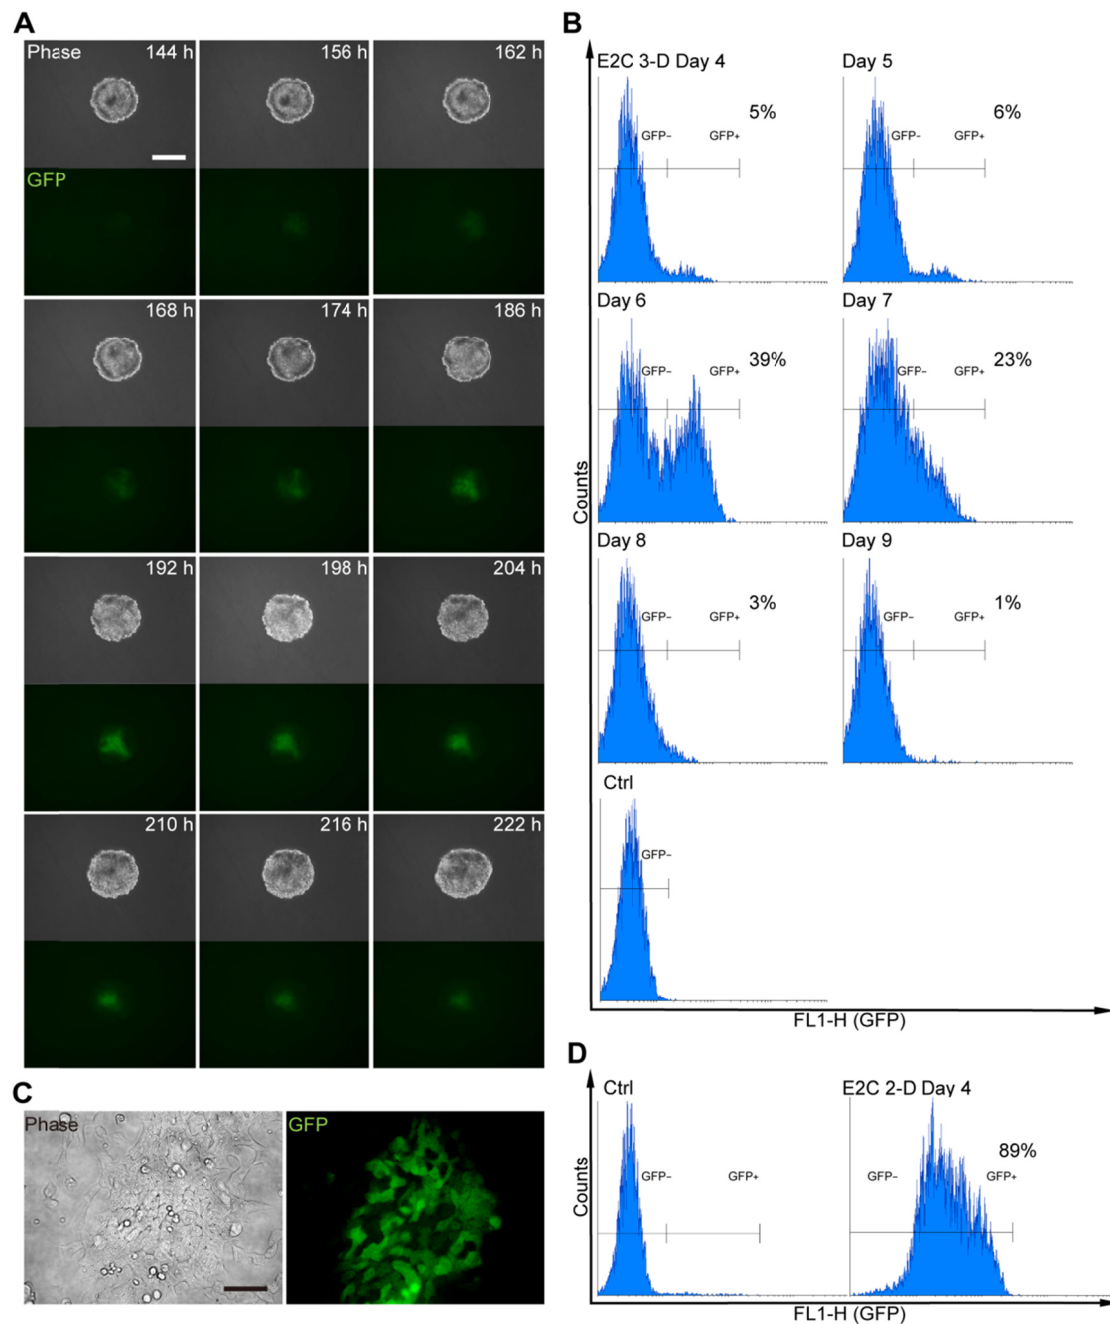 A
Phase 144 h
156 h
162 h
GFP
168 h
174 h
186 h
192 h
198 h
204 h
210 h
216 h
222 h
B
E2C 3-D Day 4
5%
GFP– GFP+
Day 5
6%
GFP– GFP+
Day 6
39%
GFP– GFP+
Day 7
23%
GFP– GFP+
Day 8
3%
GFP– GFP+
Day 9
1%
GFP– GFP+
Ctrl
GFP–
Counts
FL1-H (GFP)
C
Phase
GFP
D
Ctrl
GFP– GFP+
E2C 2-D Day 4
89%
GFP– GFP+
Counts
FL1-H (GFP)